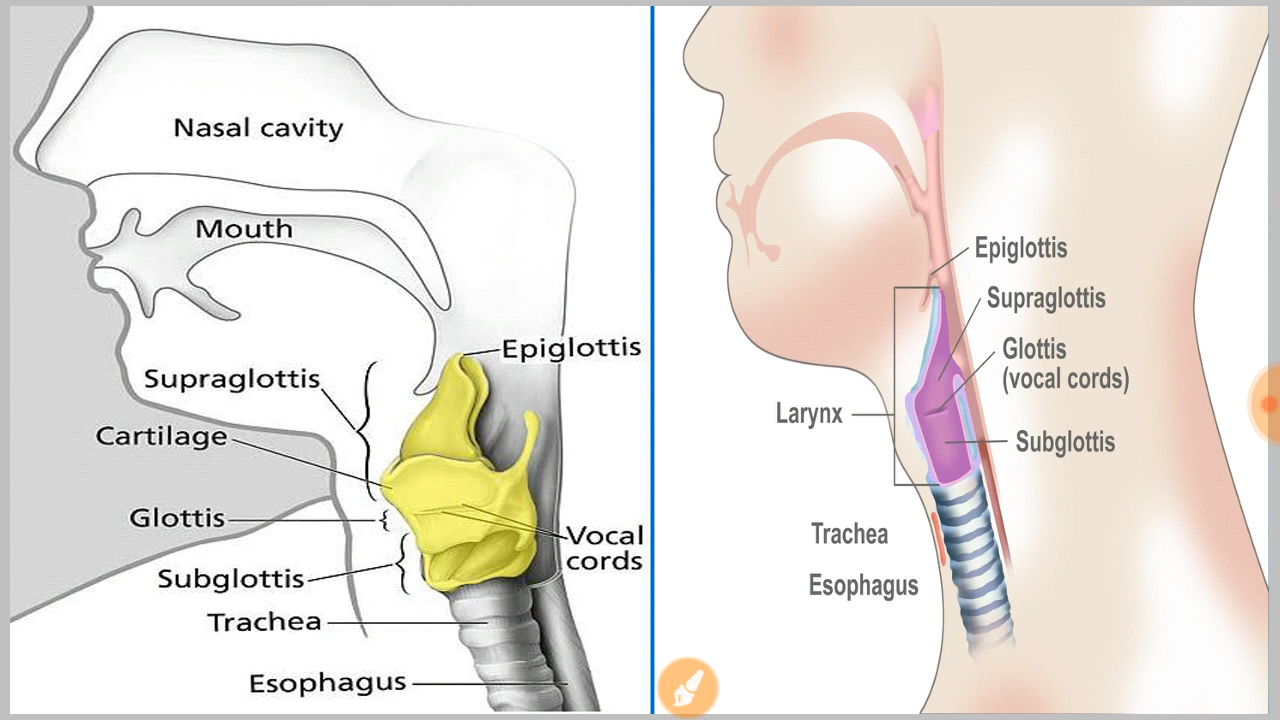 Nasal cavity
Mouth
Epiglottis
Supraglottis
Cartilage
Glottis
Vocal
cords
Subglottis
Trachea
Esophagus
Epiglottis
Supraglottis
Glottis
(vocal cords)
Larynx
Subglottis
Trachea
Esophagus